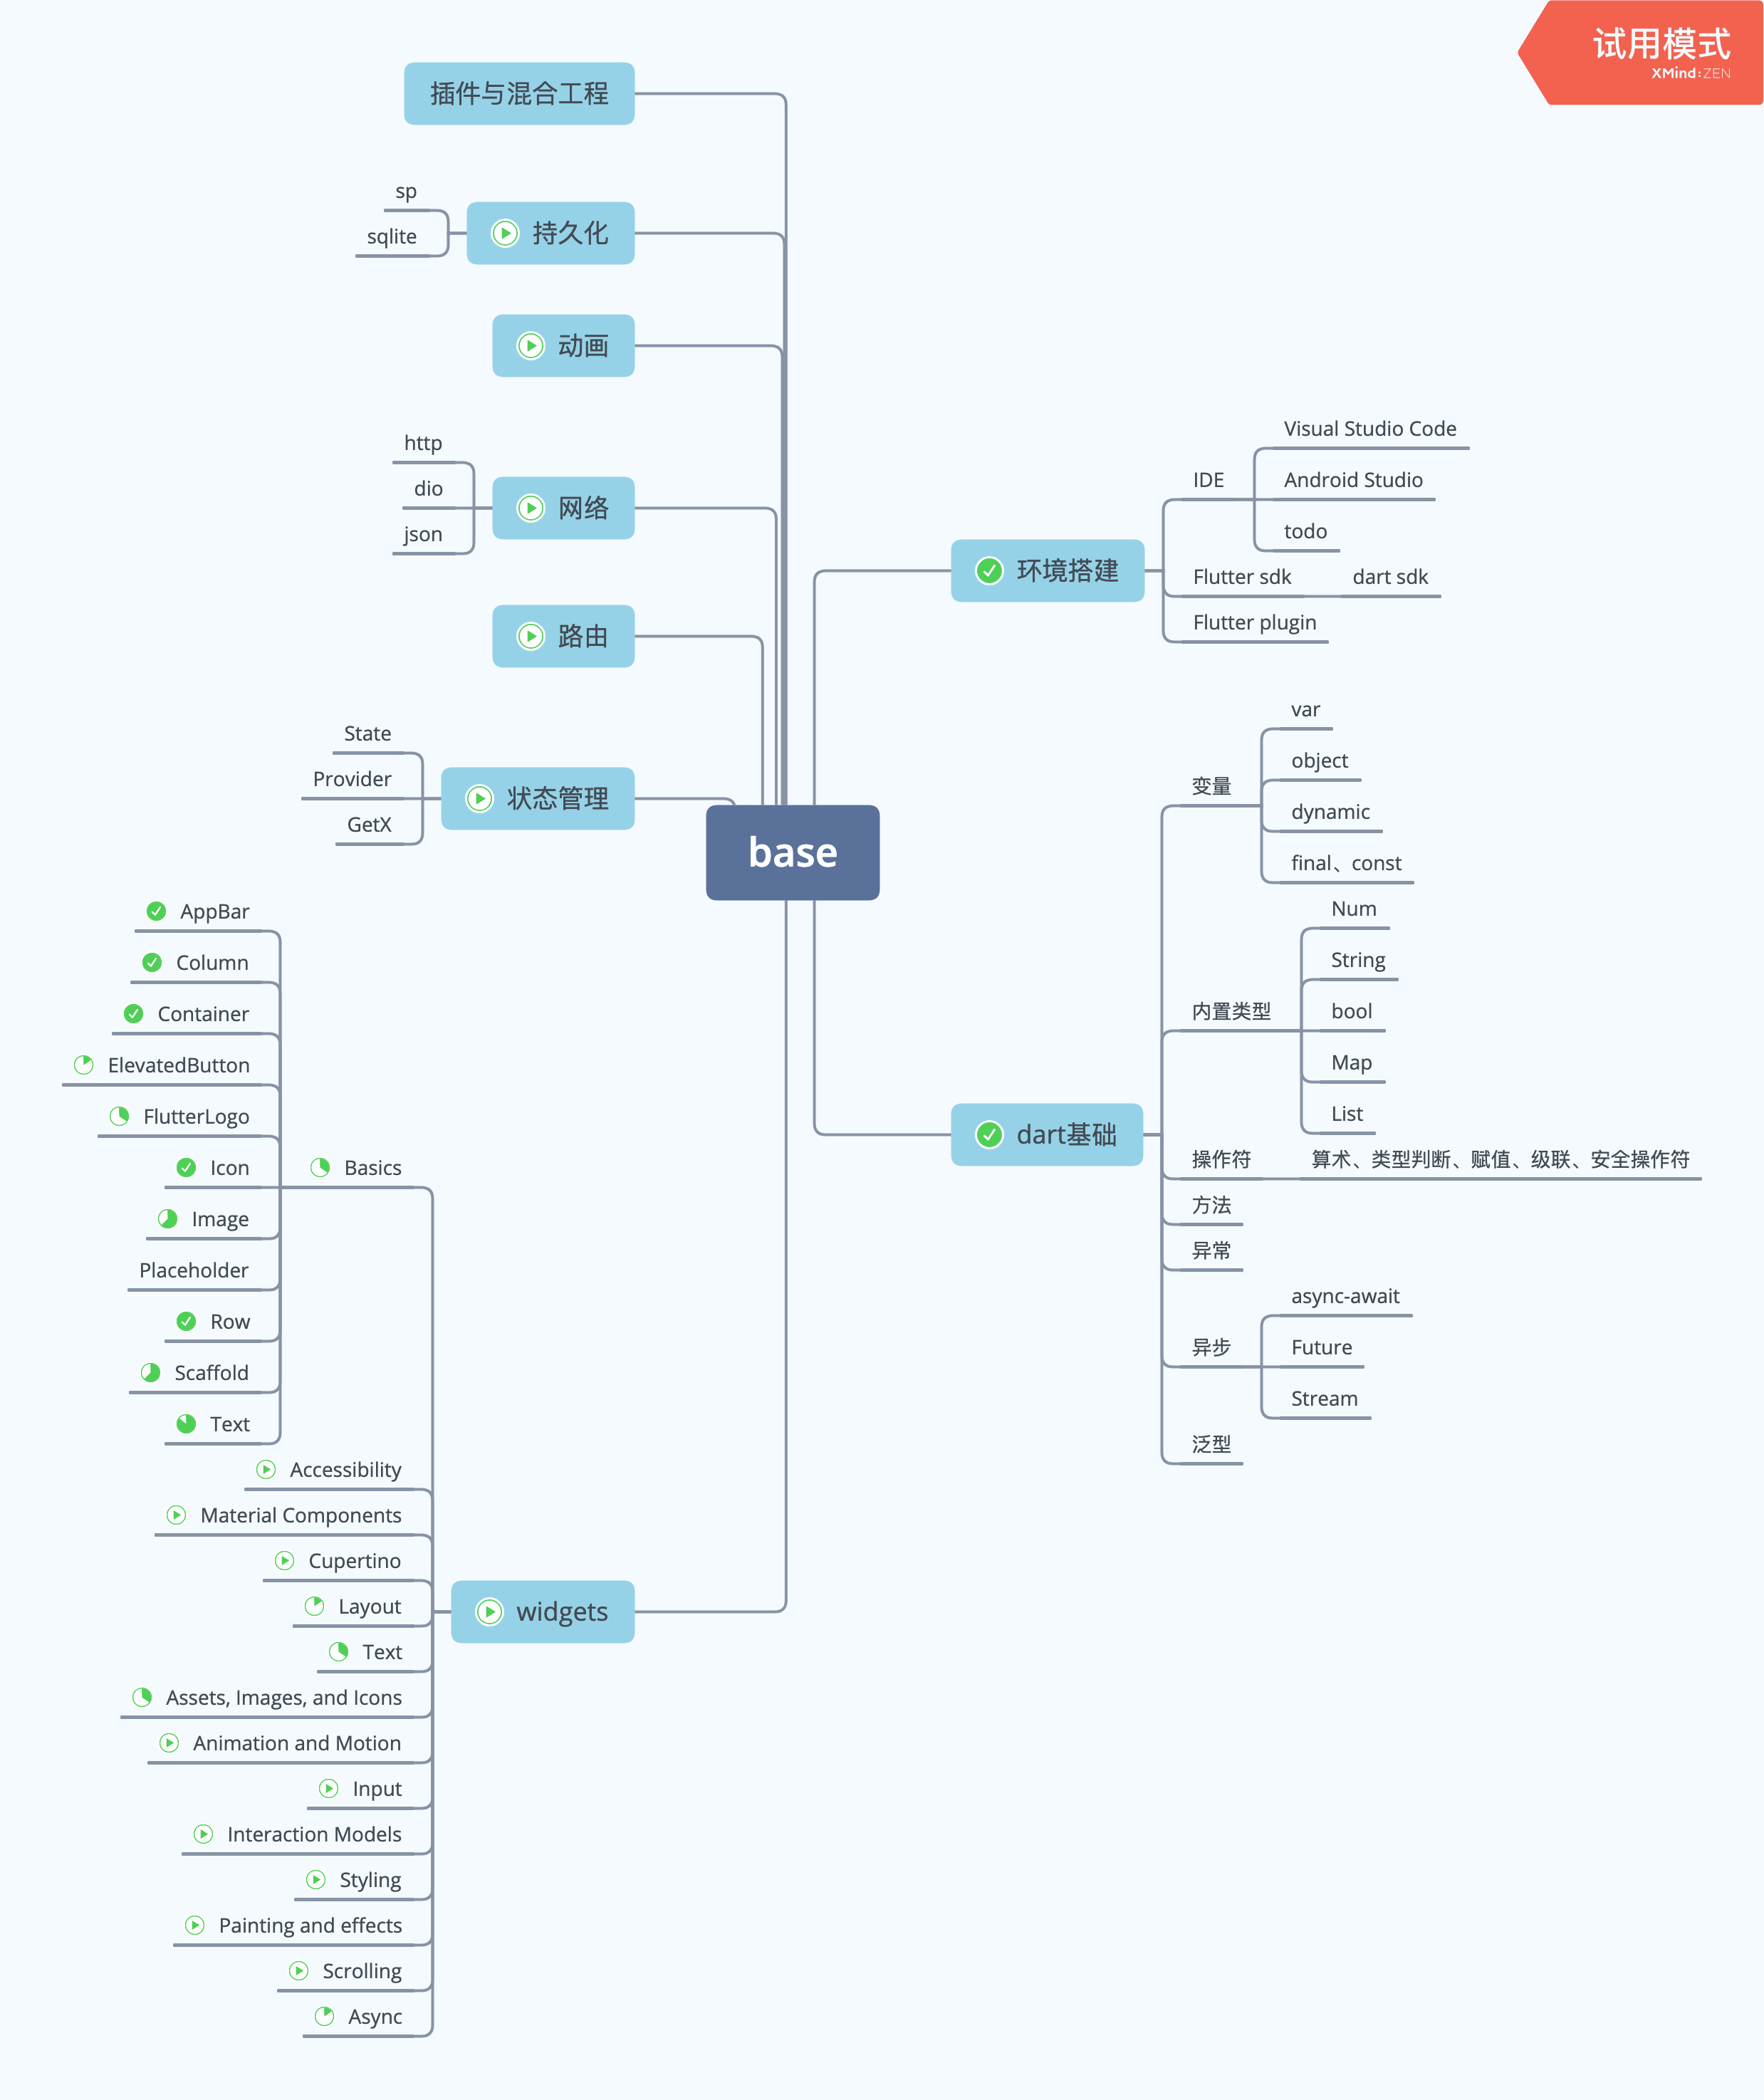 试用模式
XMind:ZEN
base
环境搭建
IDE
Visual Studio Code
Android Studio
todo
Flutter sdk
dart sdk
Flutter plugin
dart基础
变量
var
object
dynamic
final、const
内置类型
Num
String
bool
Map
List
操作符
算术、类型判断、赋值、级联、安全操作符
方法
异常
异步
async-await
Future
Stream
泛型
插件与混合工程
持久化
sp
sqlite
动画
网络
http
dio
json
路由
状态管理
State
Provider
GetX
widgets
Basics
AppBar
Column
Container
ElevatedButton
FlutterLogo
Icon
Image
Placeholder
Row
Scaffold
Text
Accessibility
Material Components
Cupertino
Layout
Text
Assets, Images, and Icons
Animation and Motion
Input
Interaction Models
Styling
Painting and effects
Scrolling
Async